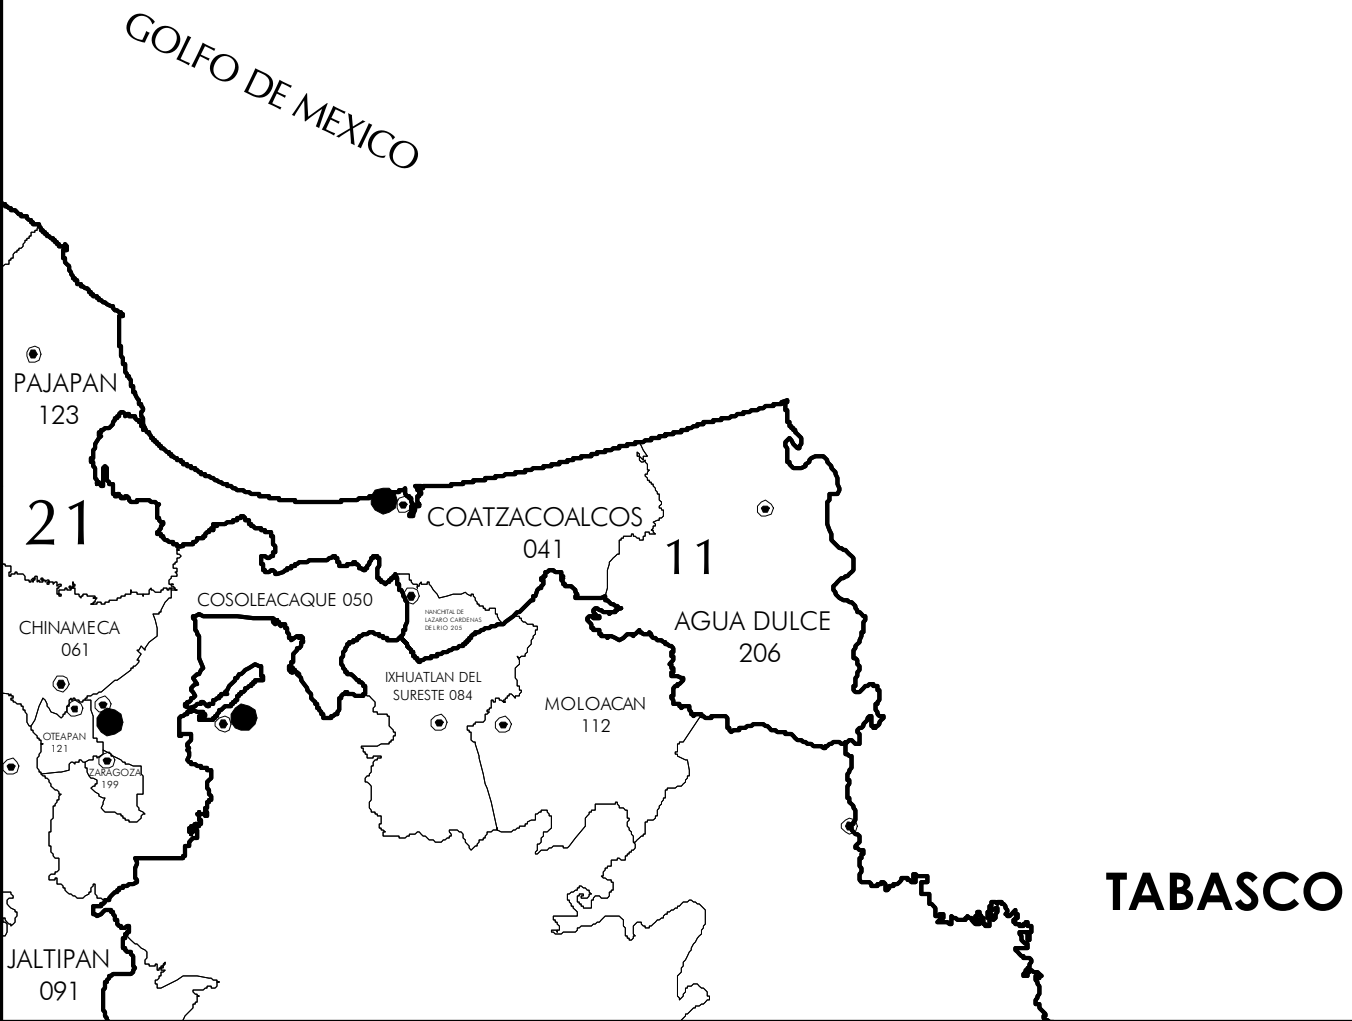 GOLFO DE MEXICO
PAJAPAN
123
21
COATZACOALCOS
041
11
COSOLEACAQUE 050
NANCHITAL DE
LAZARO CARDENAS
DEL RIO 205
AGUA DULCE
206
CHINAMECA
061
IXHUATLAN DEL
SURESTE 084
MOLOACAN
112
OTEAPAN
121
ZARAGOZA
199
TABASCO
JALTIPAN
091